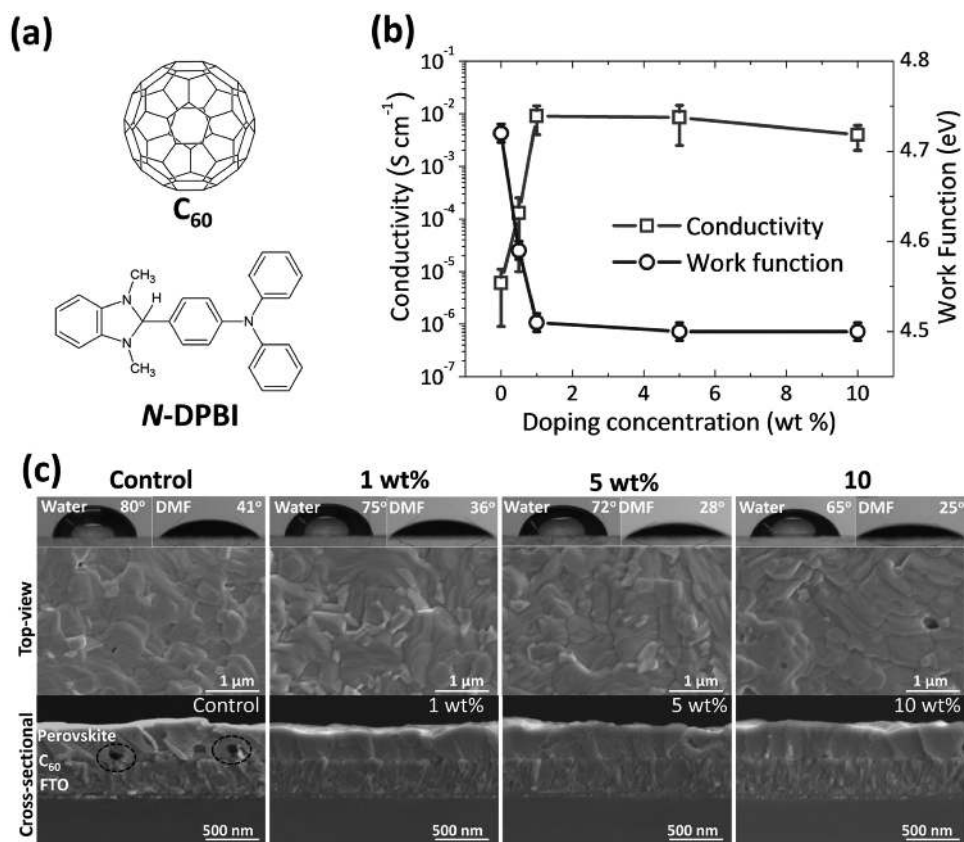 (a)
C60
CH3
N
H
N
N
CH3
N-DPBI
(b)
Conductivity (S cm⁻¹)
10⁻¹
10⁻²
10⁻³
10⁻⁴
10⁻⁵
10⁻⁶
10⁻⁷
Conductivity
Work function
4.8
4.7
4.6
4.5
Work Function (eV)
0 2 4 6 8 10
Doping concentration (wt %)
(c)
Control 1 wt% 5 wt% 10
Water 80° DMF 41° Water 75° DMF 36° Water 72° DMF 28° Water 65° DMF 25°
Top-view
1 µm 1 µm 1 µm 1 µm
Cross-sectional
Control 1 wt% 5 wt% 10 wt%
Perovskite
C60
FTO
500 nm 500 nm 500 nm 500 nm